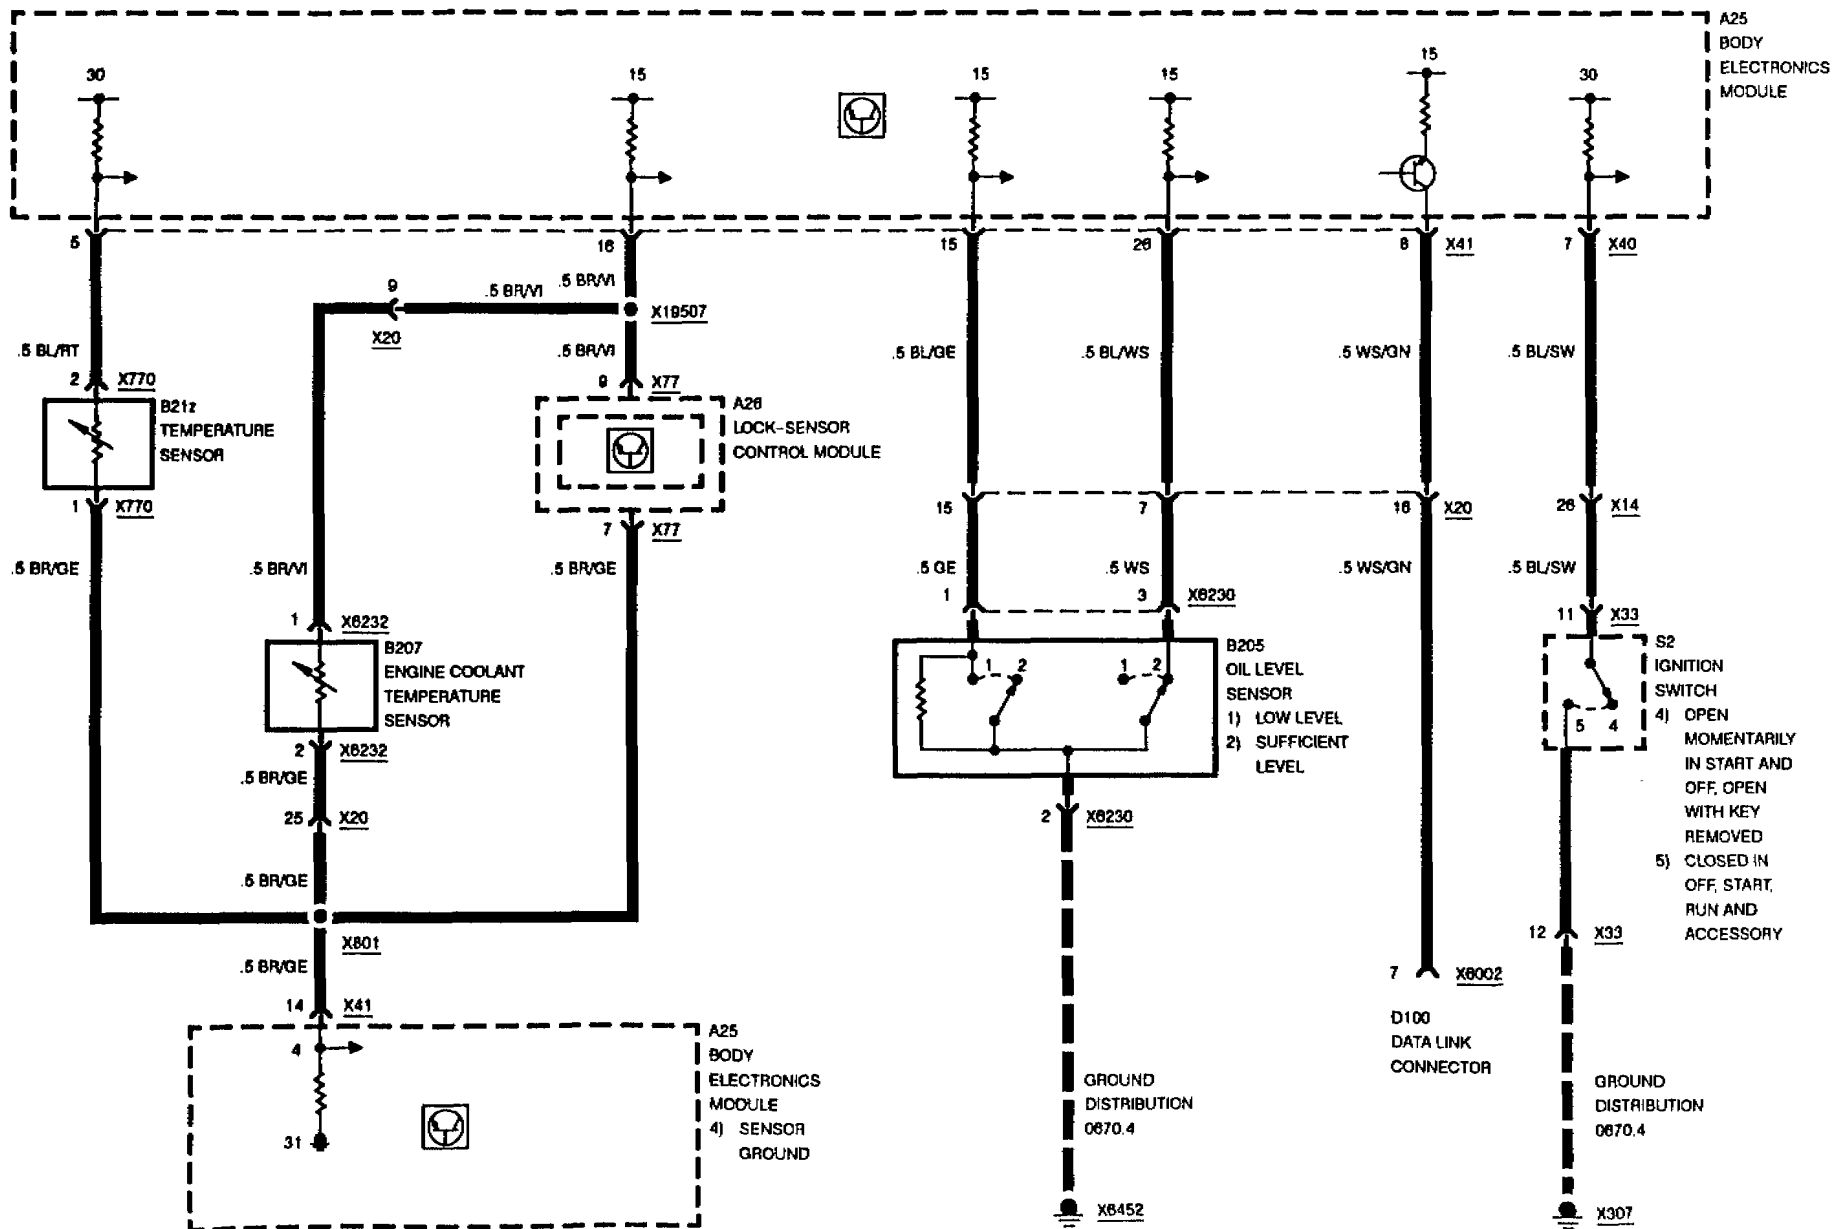 A25
BODY
ELECTRONICS
MODULE
30
15
15
15
15
30
5
16
15
26
8
X41
7
X40
9
.5 BR/VI
.5 BR/VI
X19507
X20
.5 BL/RT
.5 BR/VI
.5 BL/GE
.5 BL/WS
.5 WS/GN
.5 BL/SW
2
X770
9
X77
B21z
TEMPERATURE
SENSOR
A26
LOCK-SENSOR
CONTROL MODULE
1
X770
7
X77
15
7
16
X20
26
X14
.5 BR/GE
.5 BR/VI
.5 BR/GE
.5 GE
.5 WS
.5 WS/GN
.5 BL/SW
1
X6232
1
3
X6230
11
X33
B207
ENGINE COOLANT
TEMPERATURE
SENSOR
1
2
1
2
B205
OIL LEVEL
SENSOR
1) LOW LEVEL
2) SUFFICIENT
LEVEL
5
4
S2
IGNITION
SWITCH
4) OPEN
MOMENTARILY
IN START AND
OFF, OPEN
WITH KEY
REMOVED
5) CLOSED IN
OFF, START,
RUN AND
ACCESSORY
2
X6232
.5 BR/GE
25
X20
2
X6230
.5 BR/GE
X801
12
X33
.5 BR/GE
7
X6002
14
X41
D100
DATA LINK
CONNECTOR
4
31
A25
BODY
ELECTRONICS
MODULE
4) SENSOR
GROUND
GROUND
DISTRIBUTION
0670.4
GROUND
DISTRIBUTION
0670.4
X6452
X307